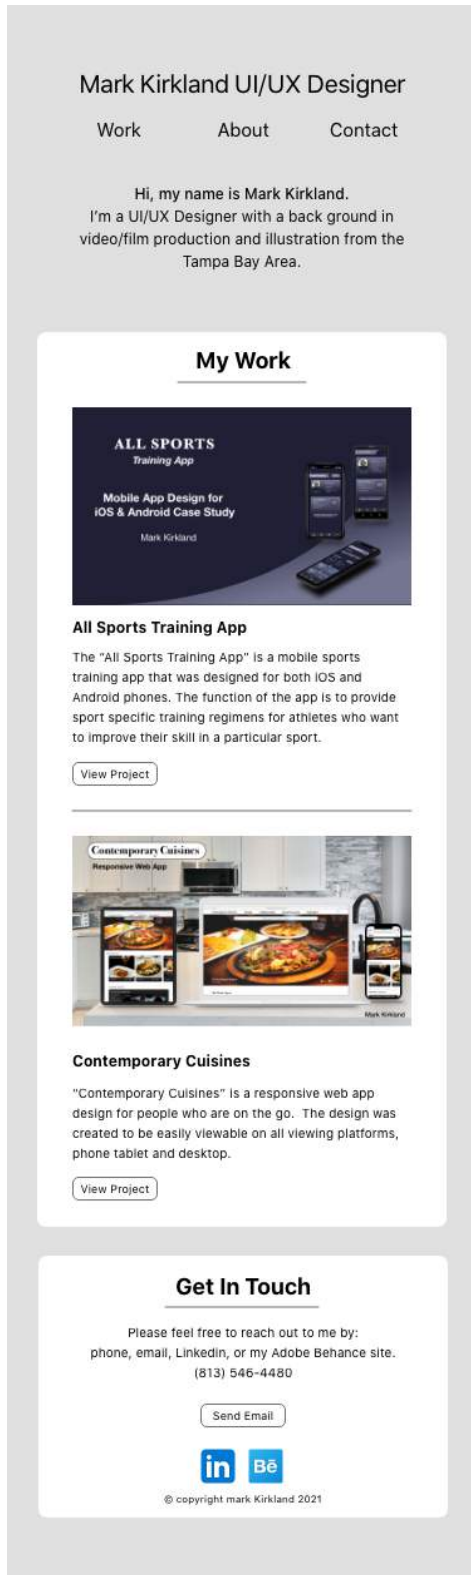 Mark Kirkland UI/UX Designer
Work About Contact
Hi, my name is Mark Kirkland.
I'm a UI/UX Designer with a back ground in
video/film production and illustration from the
Tampa Bay Area.
My Work
ALL SPORTS
Training App
Mobile App Design for
iOS & Android Case Study
Mark Kirkland
All Sports Training App
The “All Sports Training App” is a mobile sports
training app that was designed for both iOS and
Android phones. The function of the app is to provide
sport specific training regimens for athletes who want
to improve their skill in a particular sport.
View Project
Contemporary Cuisines
Responsive Web App
Mark Kirkland
Contemporary Cuisines
“Contemporary Cuisines” is a responsive web app
design for people who are on the go.  The design was
created to be easily viewable on all viewing platforms,
phone tablet and desktop.
View Project
Get In Touch
Please feel free to reach out to me by:
phone, email, Linkedin, or my Adobe Behance site.
(813) 546-4480
Send Email
in Bē
© copyright mark Kirkland 2021